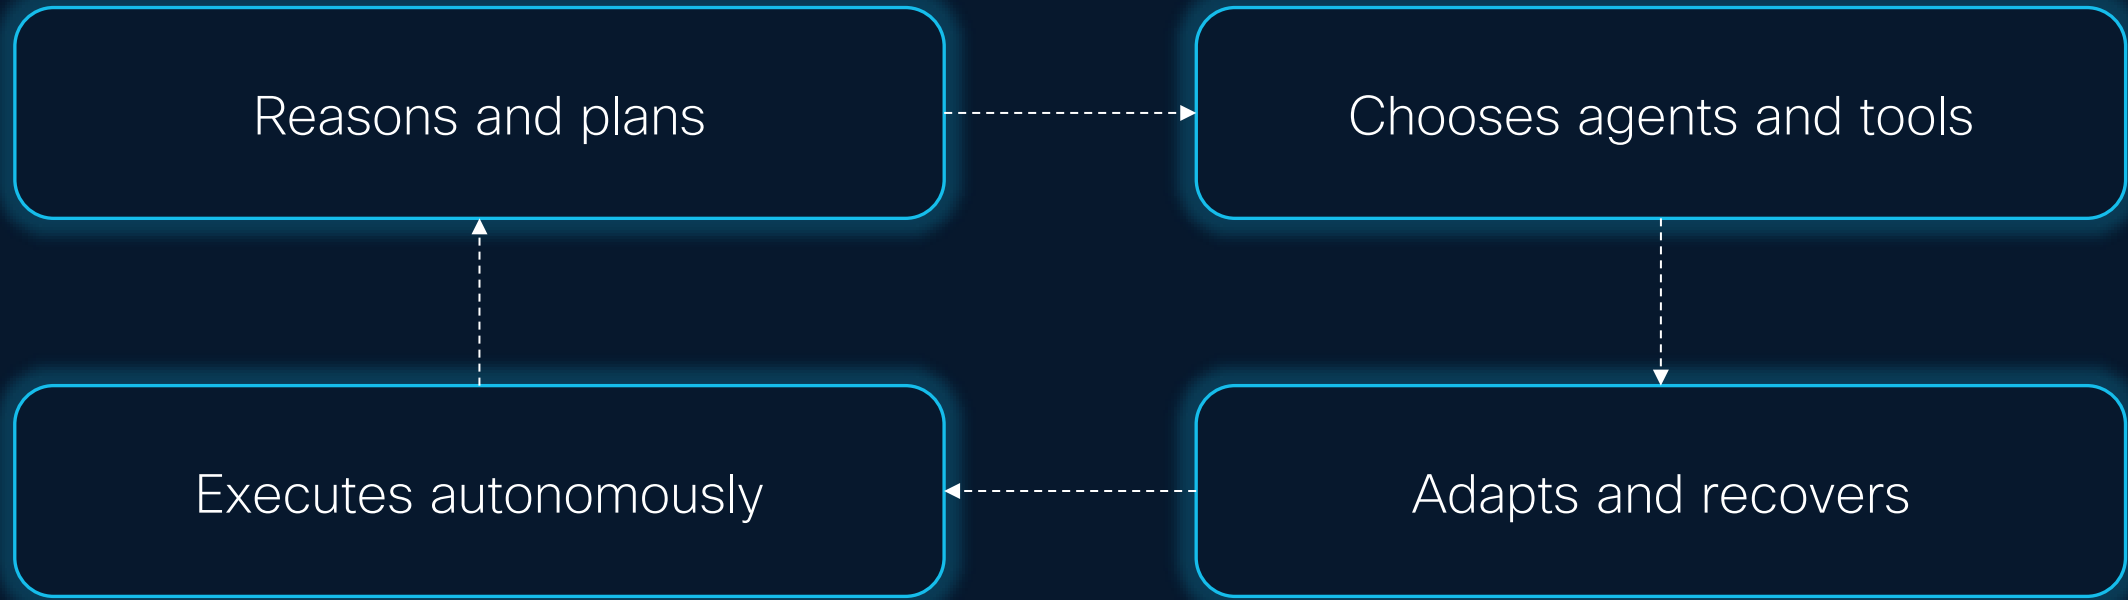 Reasons and plans
Chooses agents and tools
Executes autonomously
Adapts and recovers